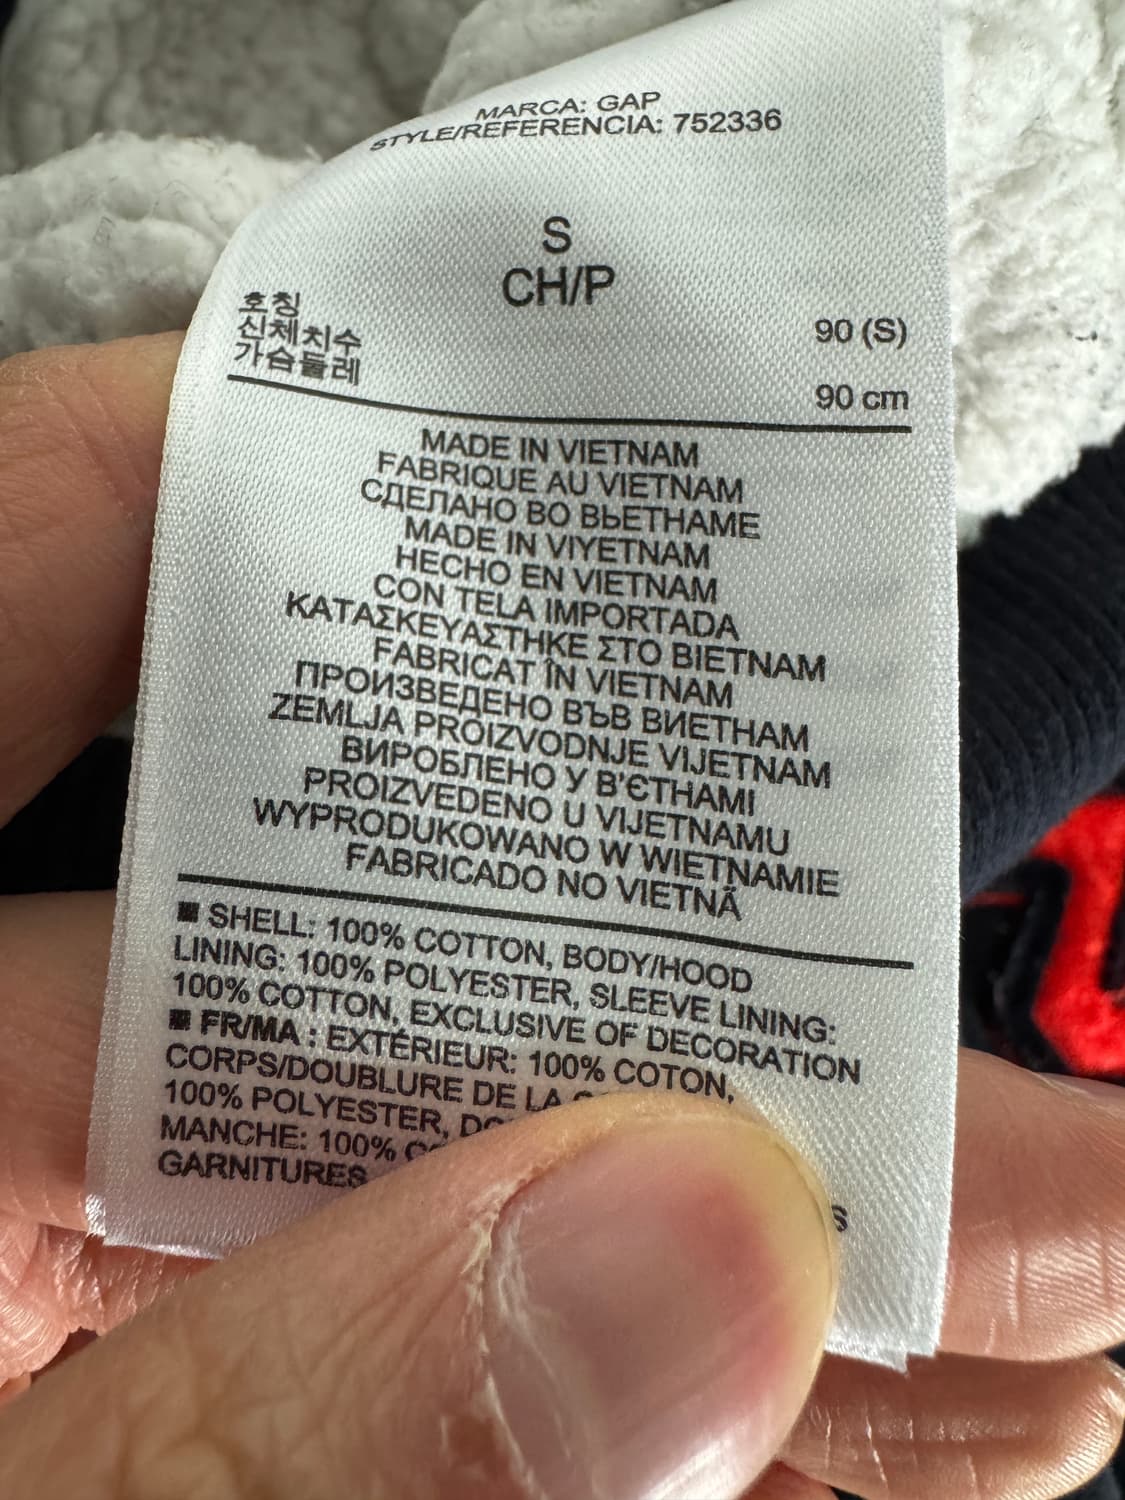 MARCA: GAP
STYLE/REFERENCIA: 752336
S
CH/P
호칭 90 (S)
신체치수
가슴둘레 90 cm
MADE IN VIETNAM
FABRIQUE AU VIETNAM
СДЕЛАНО ВО ВЬЕТНАМЕ
MADE IN VIYETNAM
HECHO EN VIETNAM
CON TELA IMPORTADA
ΚΑΤΑΣΚΕΥΑΣΤΗΚΕ ΣΤΟ ΒΙΕΤΝΑΜ
FABRICAT ÎN VIETNAM
ПРОИЗВЕДЕНО ВЪВ ВИЕТНАМ
ZEMLJA PROIZVODNJE VIJETNAM
ВИРОБЛЕНО У В'ЄТНАМІ
PROIZVEDENO U VIJETNAMU
WYPRODUKOWANO W WIETNAMIE
FABRICADO NO VIETNÃ
■ SHELL: 100% COTTON, BODY/HOOD
LINING: 100% POLYESTER, SLEEVE LINING:
100% COTTON, EXCLUSIVE OF DECORATION
■ FR/MA : EXTÉRIEUR: 100% COTON,
CORPS/DOUBLURE DE LA
100% POLYESTER,
MANCHE: 100%
GARNITURES